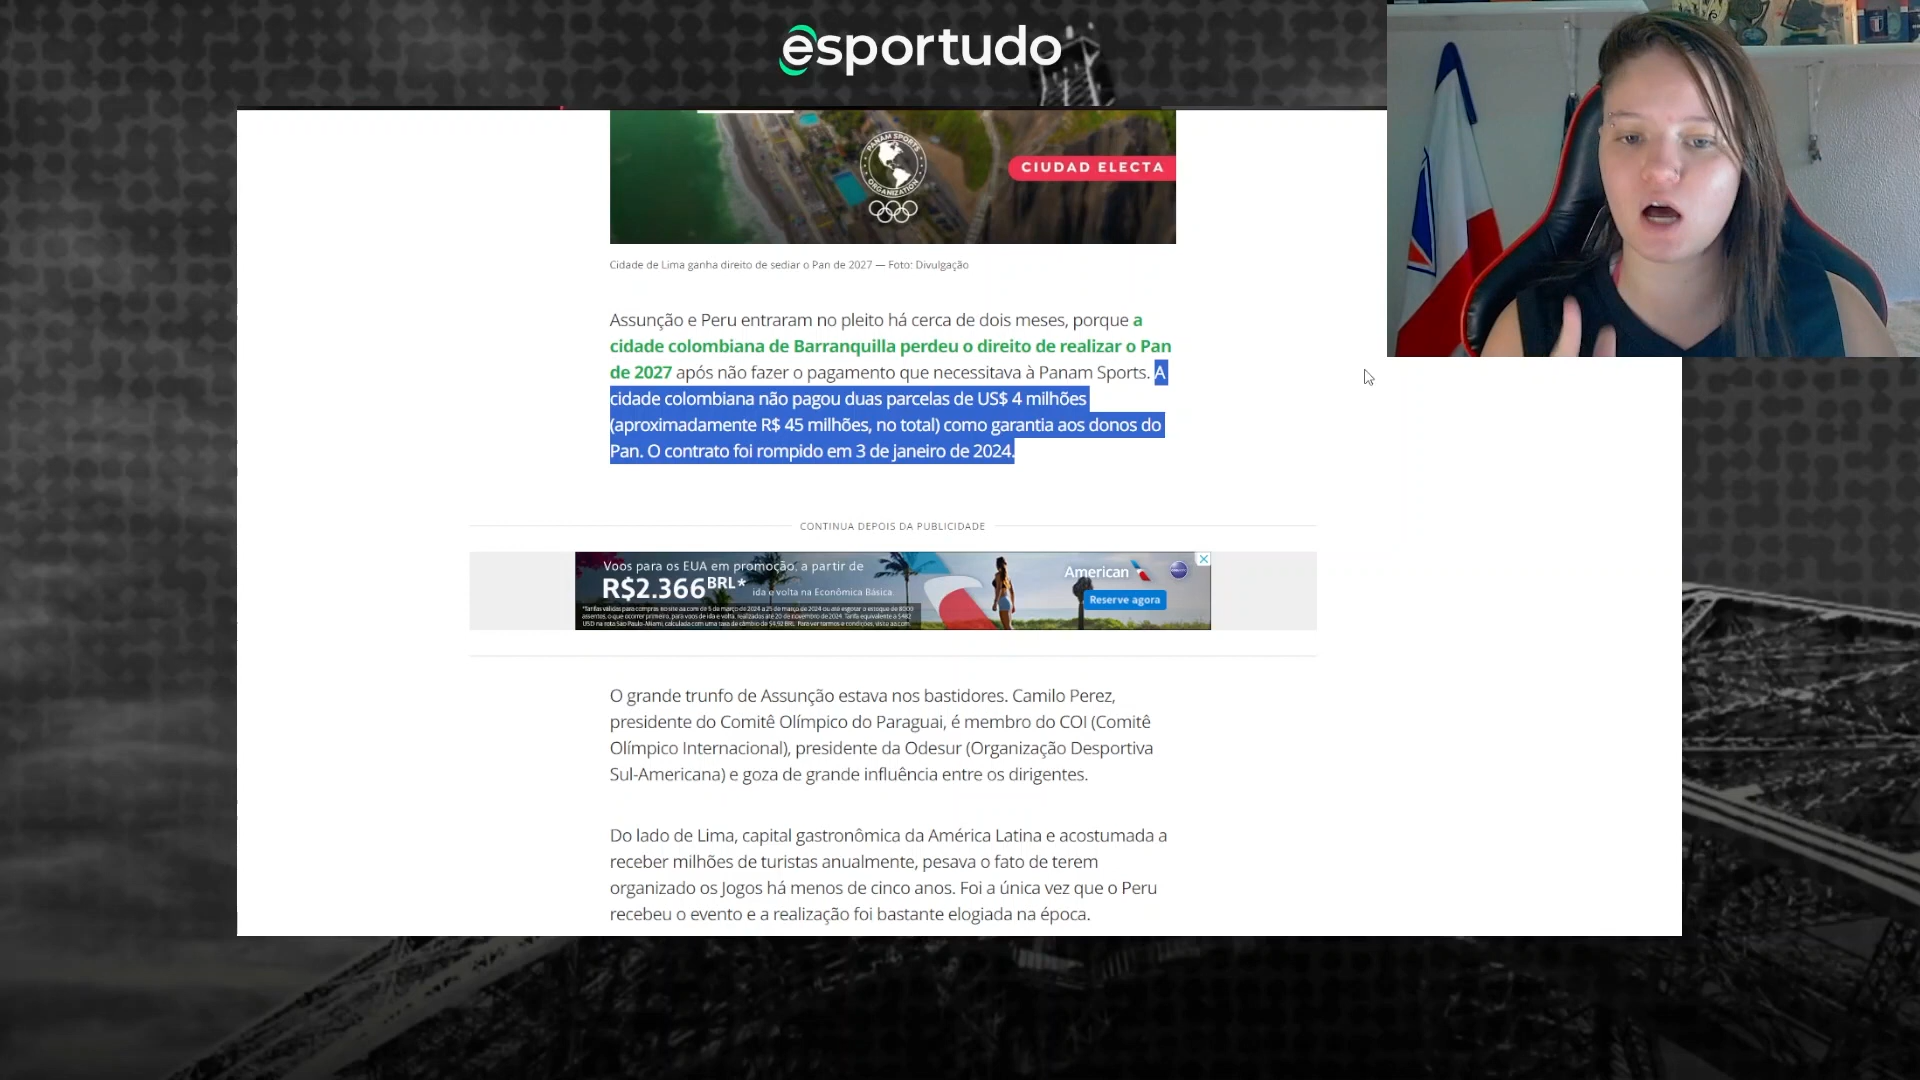 esportudo
PANAM SPORTS
ORGANIZATION
CIUDAD ELECTA
Cidade de Lima ganha direito de sediar o Pan de 2027 — Foto: Divulgação
Assunção e Peru entraram no pleito há cerca de dois meses, porque a
cidade colombiana de Barranquilla perdeu o direito de realizar o Pan
de 2027 após não fazer o pagamento que necessitava à Panam Sports. A
cidade colombiana não pagou duas parcelas de US$ 4 milhões
(aproximadamente R$ 45 milhões, no total) como garantia aos donos do
Pan. O contrato foi rompido em 3 de janeiro de 2024.
CONTINUA DEPOIS DA PUBLICIDADE
Voos para os EUA em promoção, a partir de
R$2.366 BRL*
ida e volta na Econômica Básica
American
Reserve agora
O grande trunfo de Assunção estava nos bastidores. Camilo Perez,
presidente do Comitê Olímpico do Paraguai, é membro do COI (Comitê
Olímpico Internacional), presidente da Odesur (Organização Desportiva
Sul-Americana) e goza de grande influência entre os dirigentes.
Do lado de Lima, capital gastronômica da América Latina e acostumada a
receber milhões de turistas anualmente, pesava o fato de terem
organizado os Jogos há menos de cinco anos. Foi a única vez que o Peru
recebeu o evento e a realização foi bastante elogiada na época.